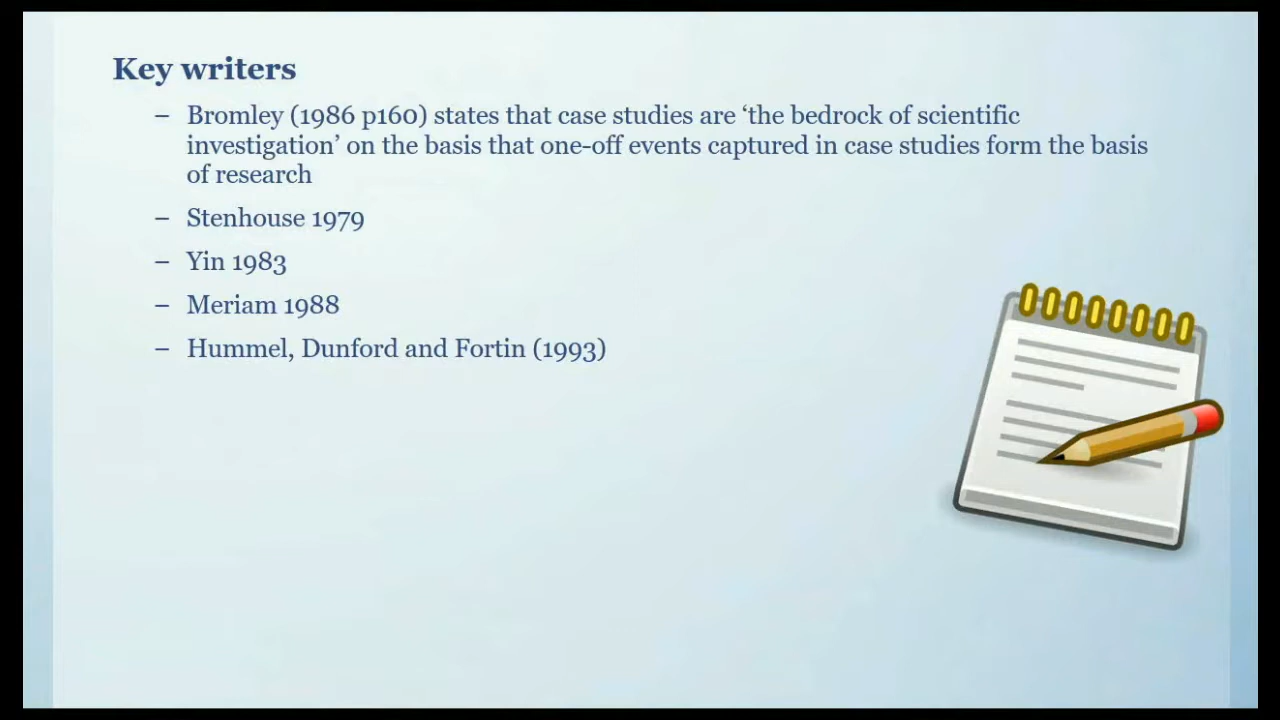 Key writers
– Bromley (1986 p160) states that case studies are ‘the bedrock of scientific
investigation’ on the basis that one-off events captured in case studies form the basis
of research
– Stenhouse 1979
– Yin 1983
– Meriam 1988
– Hummel, Dunford and Fortin (1993)